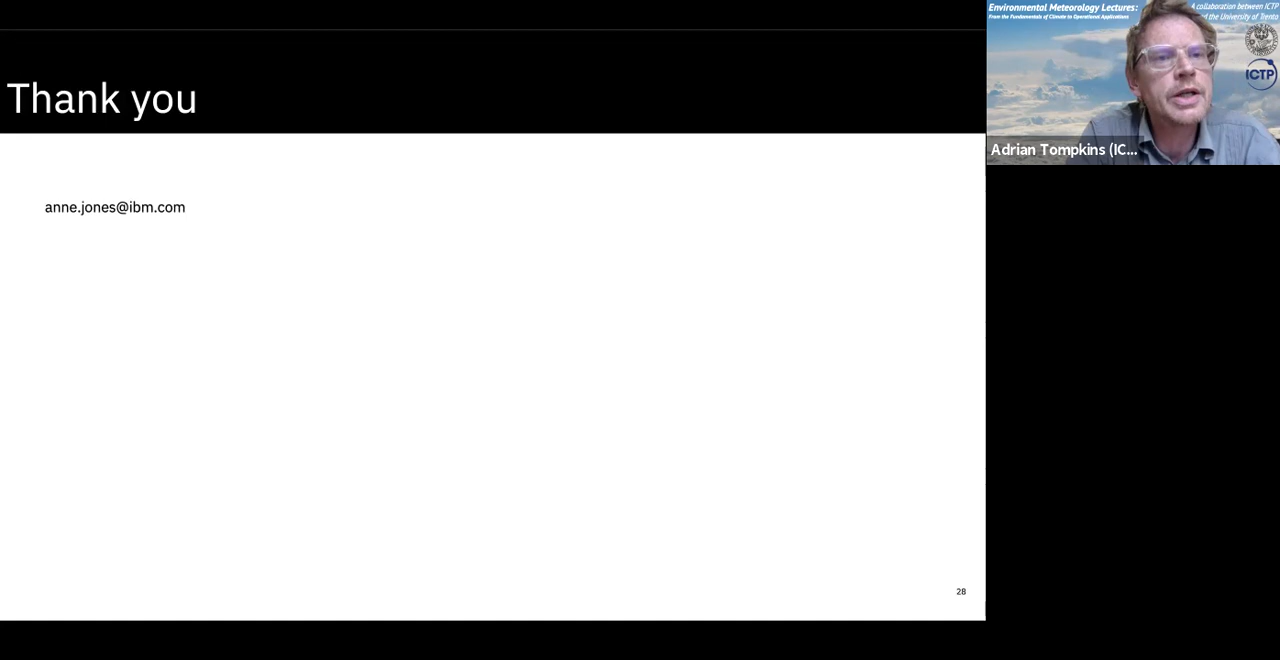 Thank you
anne.jones@ibm.com
28
Environmental Meteorology Lectures:
From the Fundamentals of Climate to Operational Applications
A collaboration between ICTP
nd the University of Trento
ICTP
Adrian Tompkins (IC...